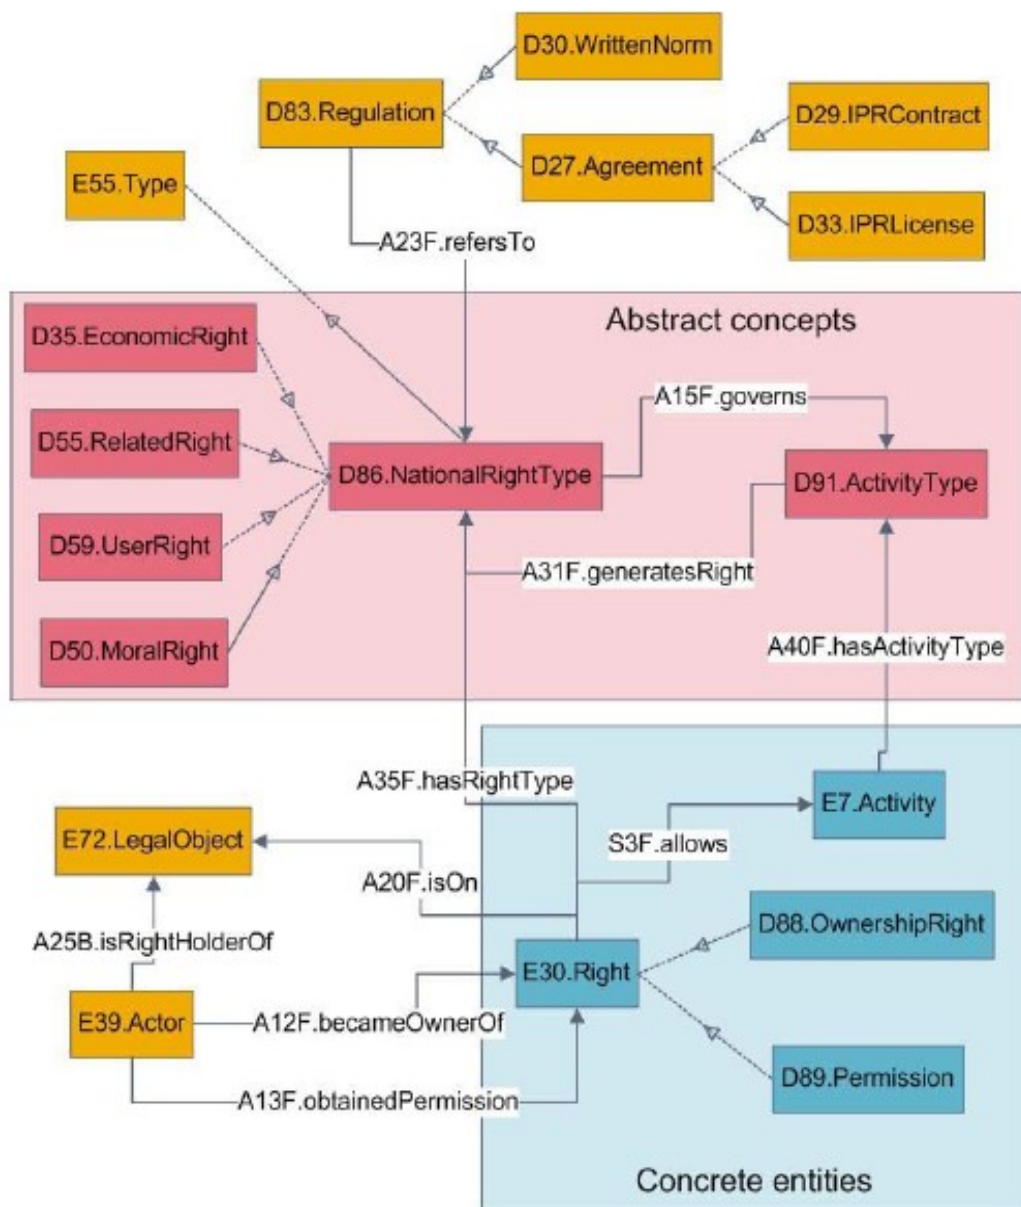 D30.WrittenNorm
D83.Regulation
D29.IPRContract
D27.Agreement
E55.Type
D33.IPRLicense
A23F.refersTo
Abstract concepts
D35.EconomicRight
A15F.governs
D55.RelatedRight
D86.NationalRightType
D91.ActivityType
D59.UserRight
A31F.generatesRight
D50.MoralRight
A40F.hasActivityType
A35F.hasRightType
E7.Activity
E72.LegalObject
S3F.allows
A20F.isOn
D88.OwnershipRight
A25B.isRightHolderOf
E30.Right
E39.Actor
A12F.becameOwnerOf
D89.Permission
A13F.obtainedPermission
Concrete entities